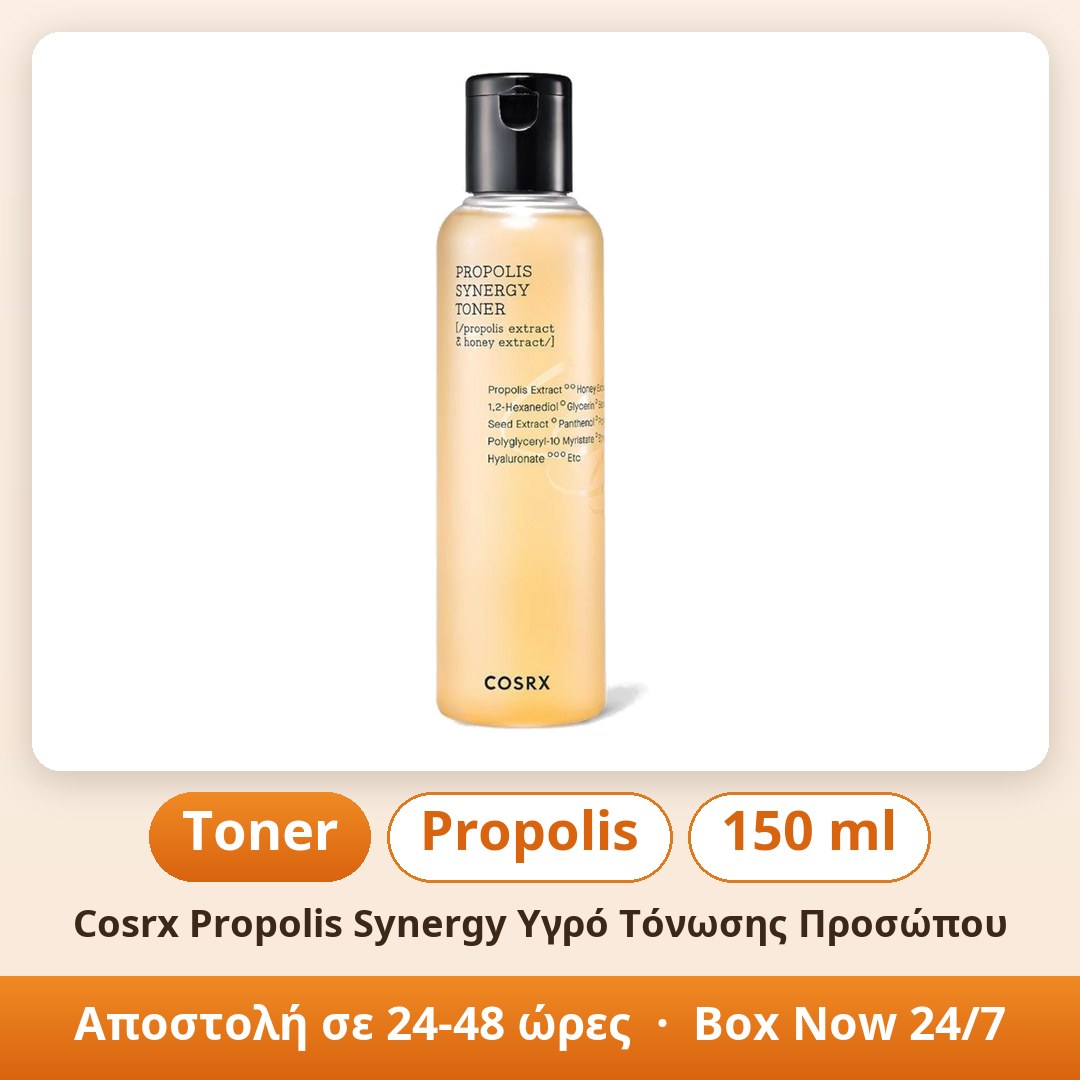 PROPOLIS
SYNERGY
TONER
[/propolis extract
& honey extract/]
Propolis Extract °° Honey
1,2-Hexanediol ° Glycerin °
Seed Extract ° Panthenol °
Polyglyceryl-10 Myristate °
Hyaluronate °°° Etc
COSRX
Toner
Propolis
150 ml
Cosrx Propolis Synergy Υγρό Τόνωσης Προσώπου
Αποστολή σε 24-48 ώρες · Box Now 24/7